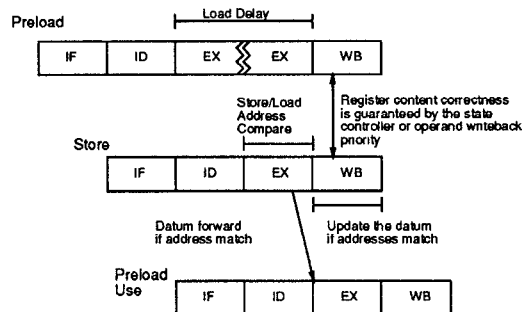 Load Delay
Preload
IF ID EX EX WB
Store/Load
Address
Compare
Register content correctness
is guaranteed by the state
controller or operand writeback
priority
Store
IF ID EX WB
Datum forward
if address match
Update the datum
if addresses match
Preload
Use
IF ID EX WB